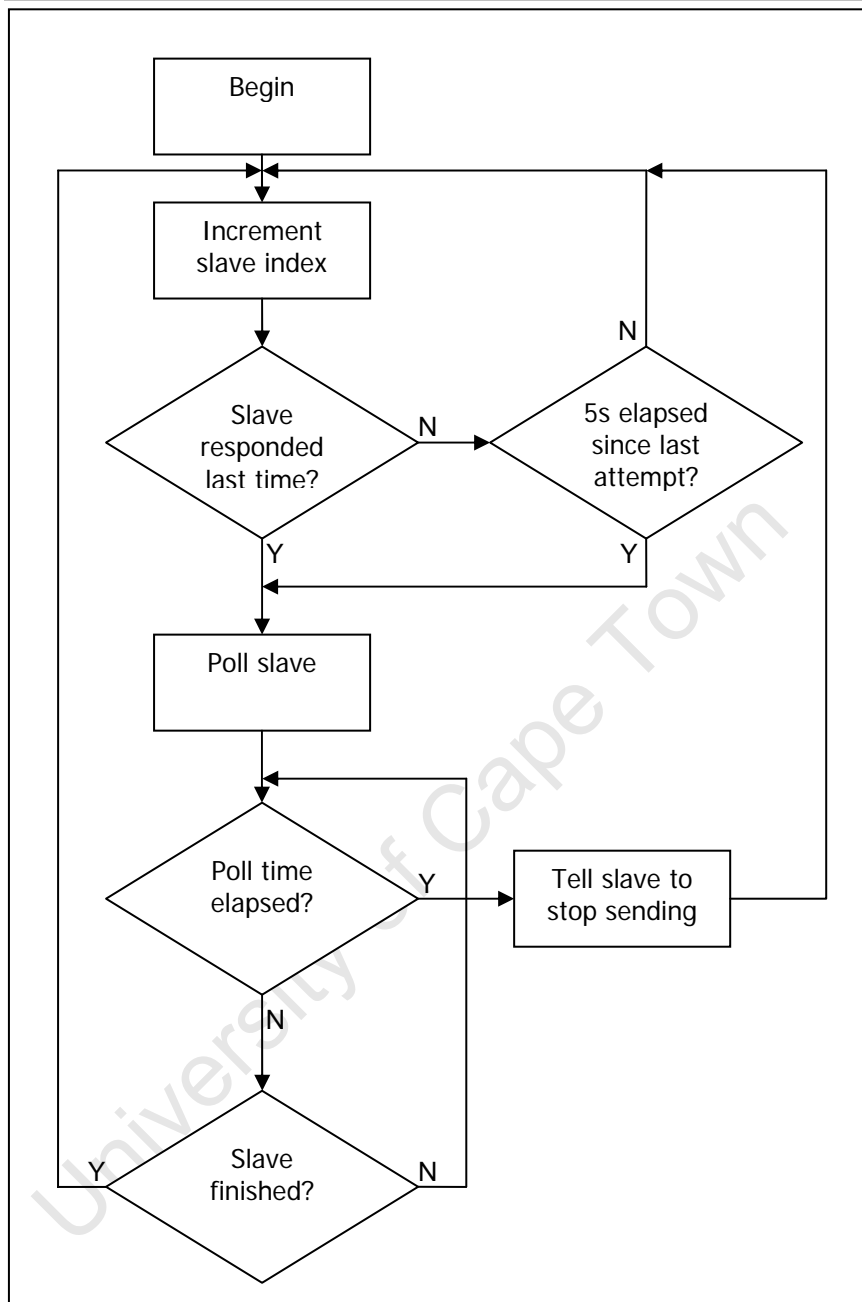 Begin
Increment
slave index
Slave
responded
last time?
N
Y
5s elapsed
since last
attempt?
N
Y
Poll slave
Poll time
elapsed?
Y
N
Tell slave to
stop sending
Slave
finished?
Y
N
University of Cape Town